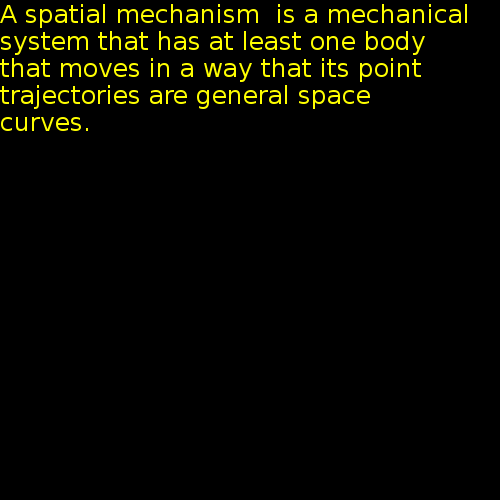 A spatial mechanism  is a mechanical
system that has at least one body
that moves in a way that its point
trajectories are general space
curves.